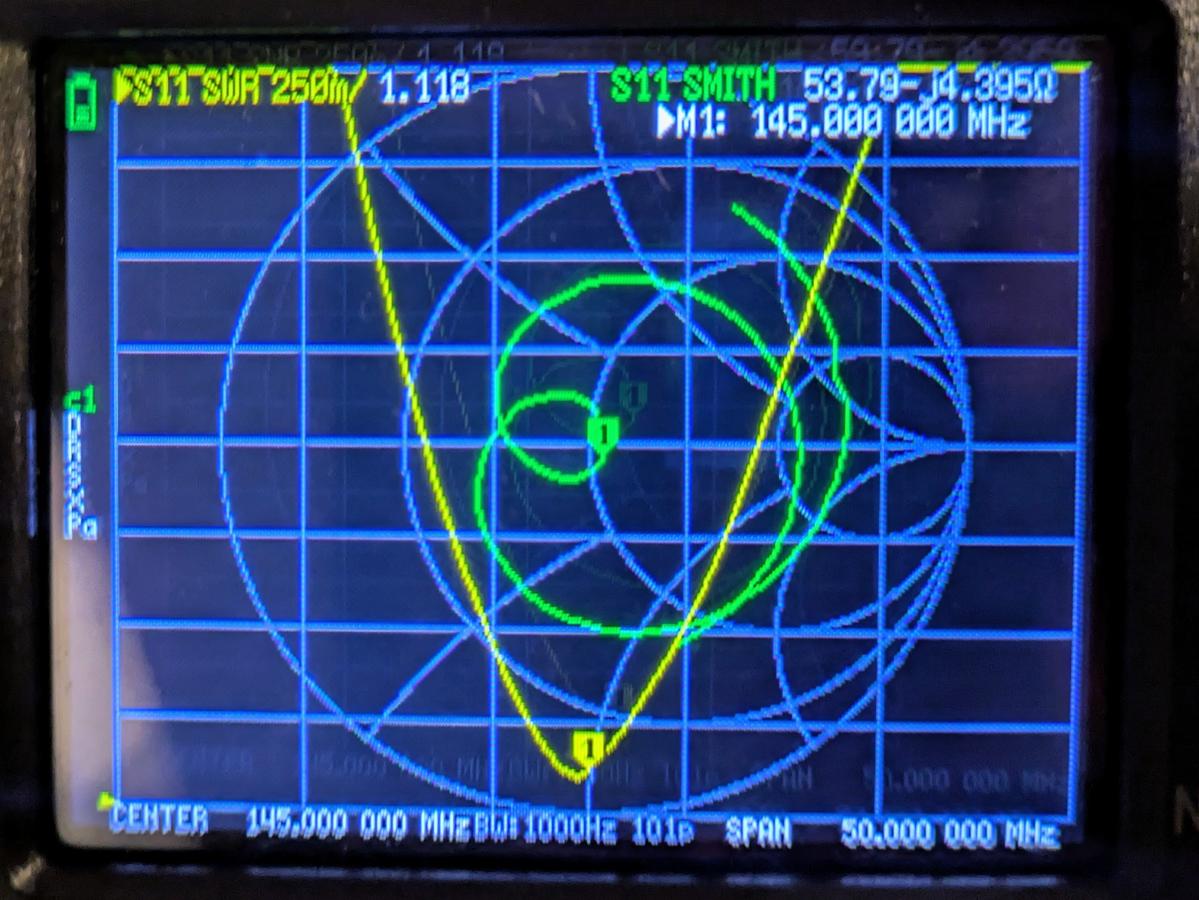 S11 SWR 250m/ 1.118 S11 SMITH 53.79-J4.395Ω
M1: 145.000 000 MHz
1
1
CENTER 145.000 000 MHz BW:1000Hz 101p SPAN 50.000 000 MHz